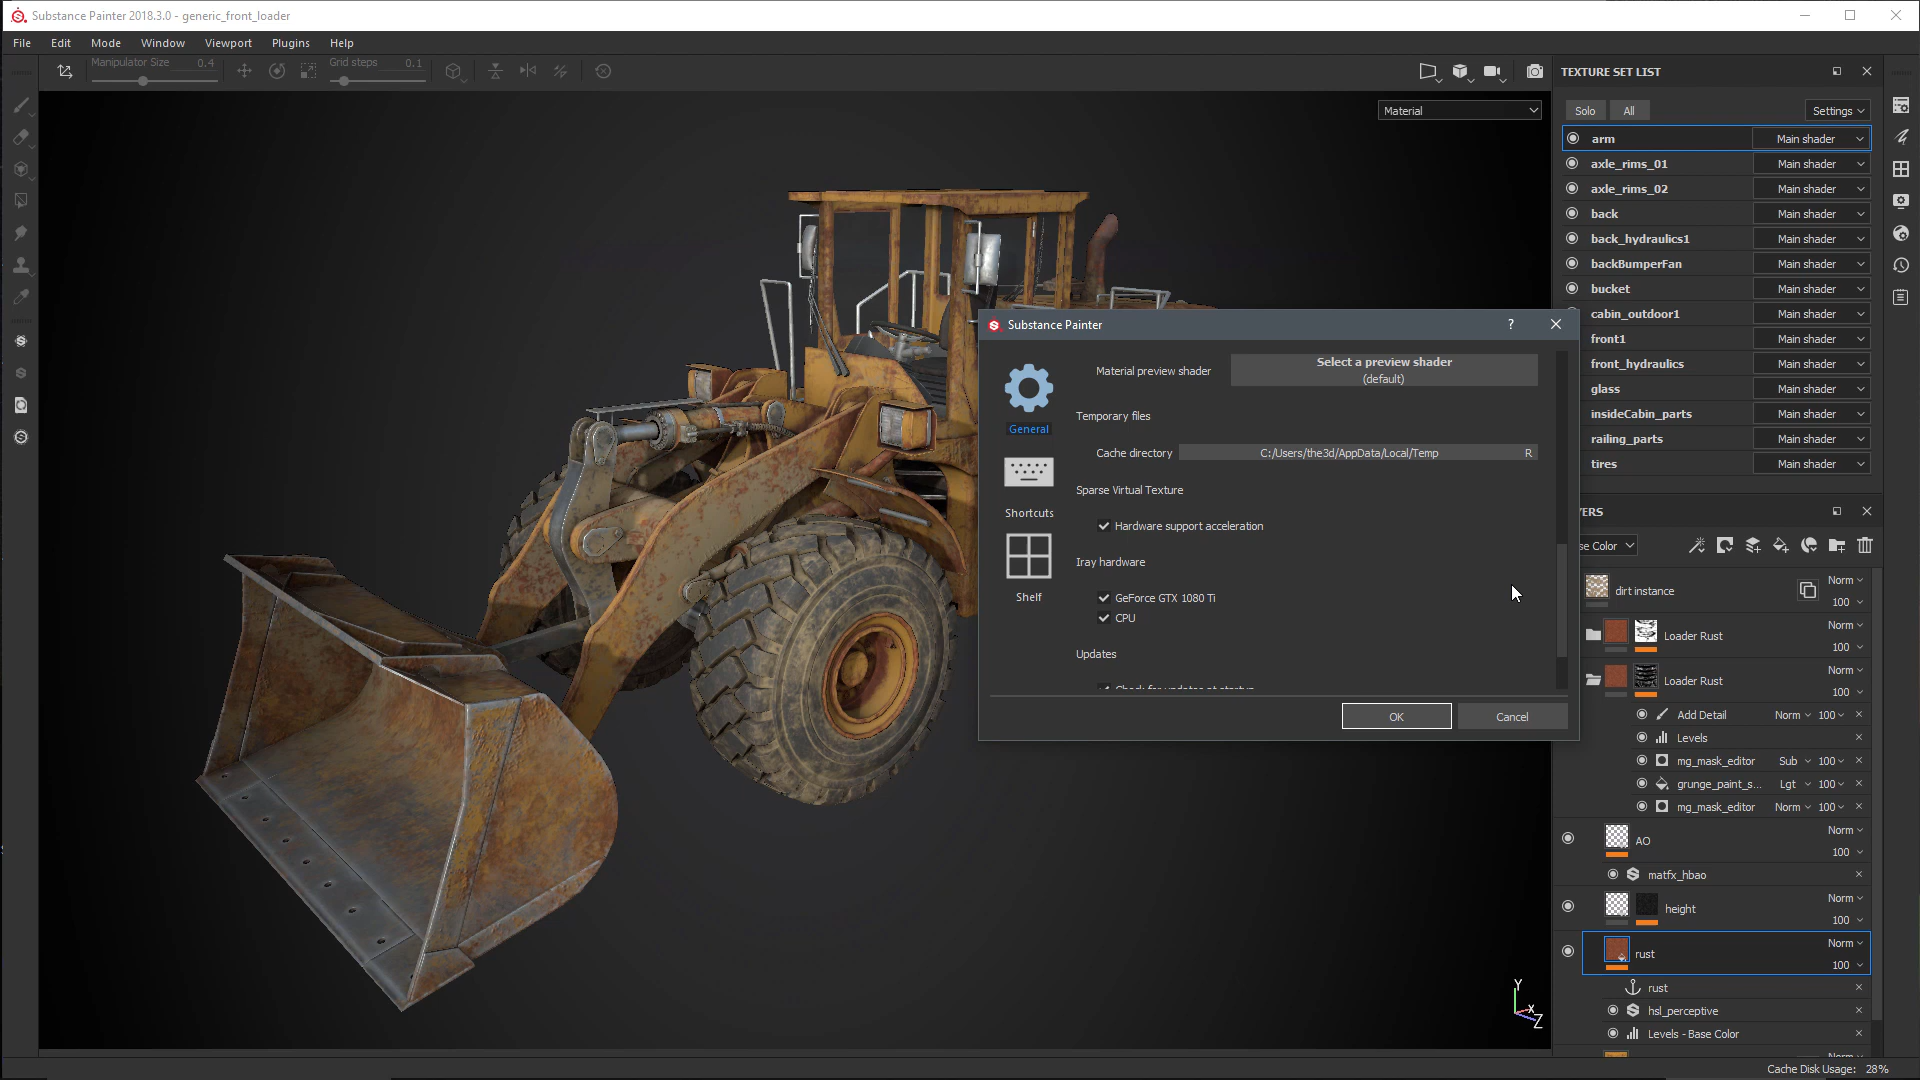 Substance Painter 2018.3.0 - generic_front_loader
File Edit Mode Window Viewport Plugins Help
Manipulator Size 0.4
Grid steps 0.1
Material
TEXTURE SET LIST
Solo All Settings
arm Main shader
axle_rims_01 Main shader
axle_rims_02 Main shader
back Main shader
back_hydraulics1 Main shader
backBumperFan Main shader
bucket Main shader
cabin_outdoor1 Main shader
front1 Main shader
front_hydraulics Main shader
glass Main shader
insideCabin_parts Main shader
railing_parts Main shader
tires Main shader
Substance Painter ?
General
Shortcuts
Shelf
Material preview shader
Select a preview shader
(default)
Temporary files
Cache directory C:/Users/the3d/AppData/Local/Temp R
Sparse Virtual Texture
Hardware support acceleration
Iray hardware
GeForce GTX 1080 Ti
CPU
Updates
Check for updates at startup
OK Cancel
ERS
se Color
dirt instance Norm 100
Loader Rust Norm 100
Loader Rust Norm 100
Add Detail Norm 100
Levels
mg_mask_editor Sub 100
grunge_paint_s... Lgt 100
mg_mask_editor Norm 100
AO Norm 100
matfx_hbao
height Norm 100
rust Norm 100
rust
hsl_perceptive
Levels - Base Color
Norm
Y
X
Z
Cache Disk Usage: 28%